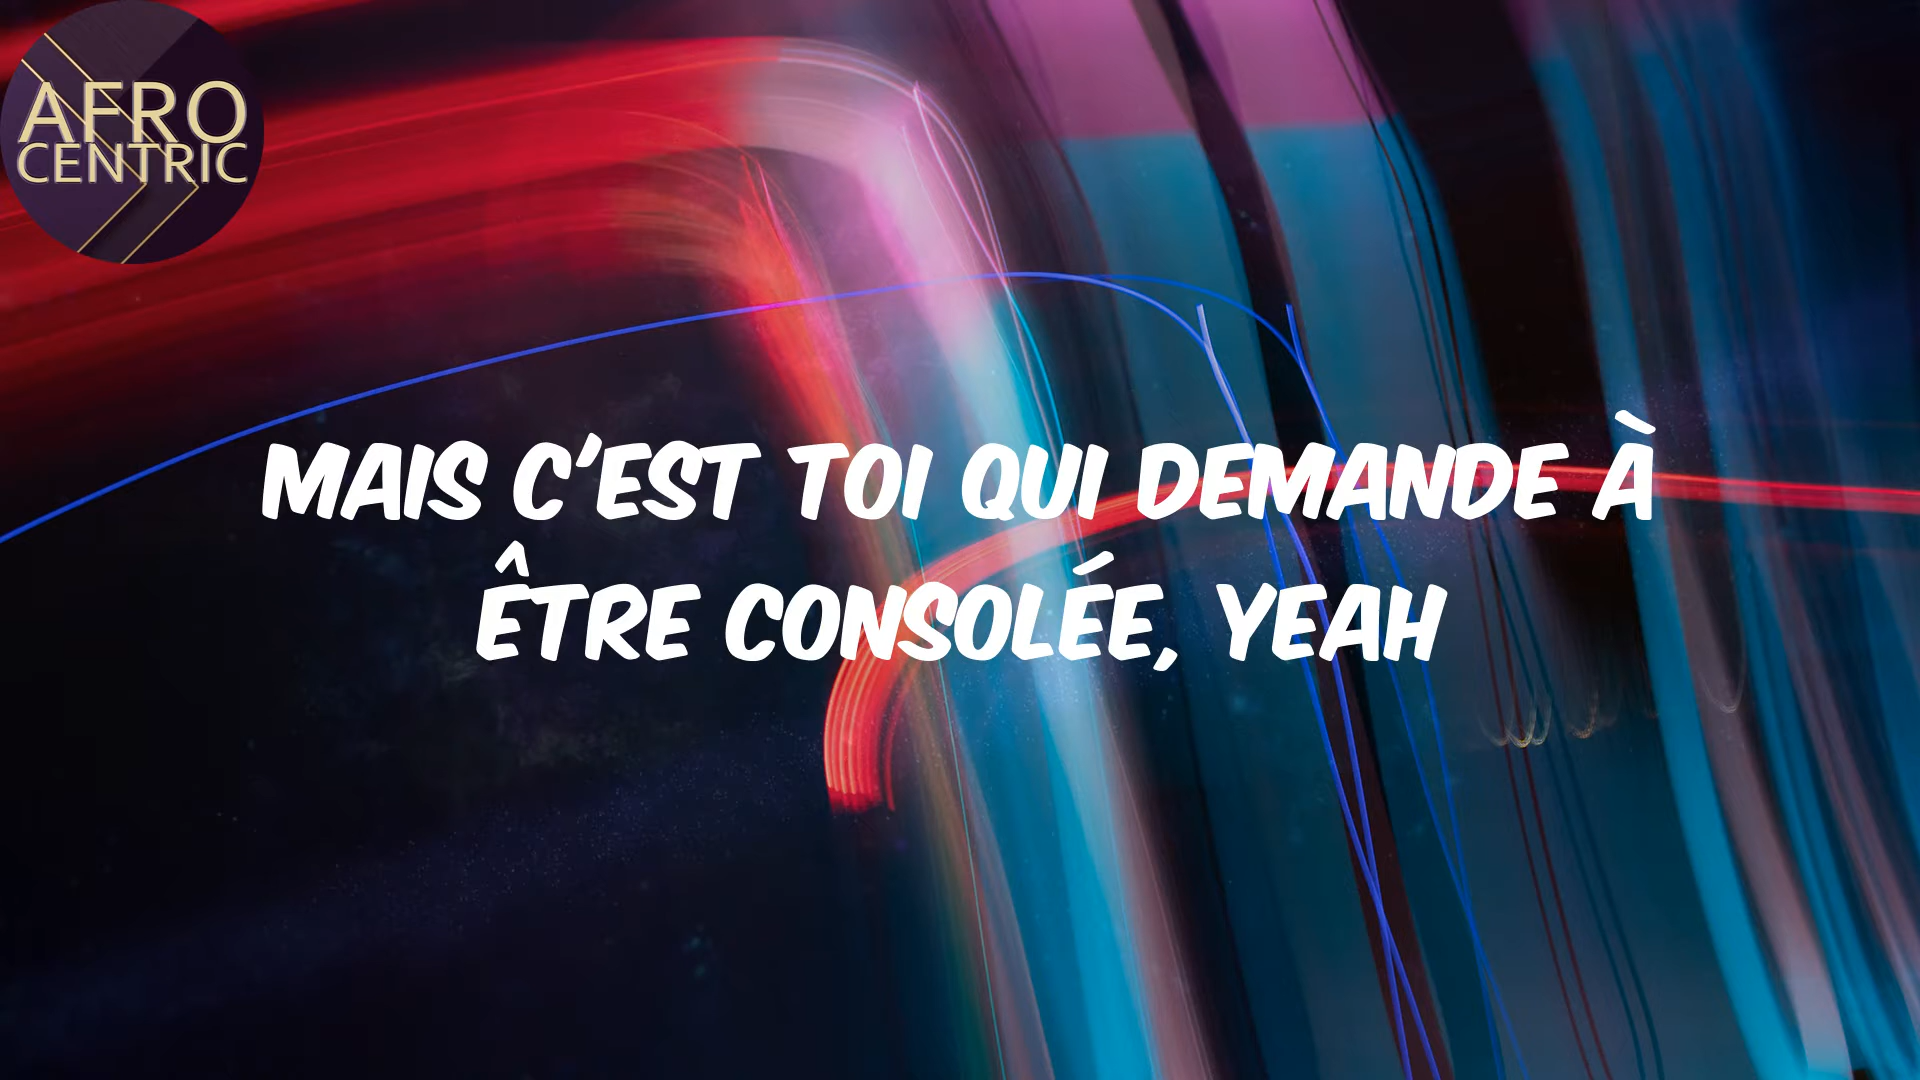 AFRO
CENTRIC
MAIS C'EST TOI QUI DEMANDE À
ÊTRE CONSOLÉE, YEAH